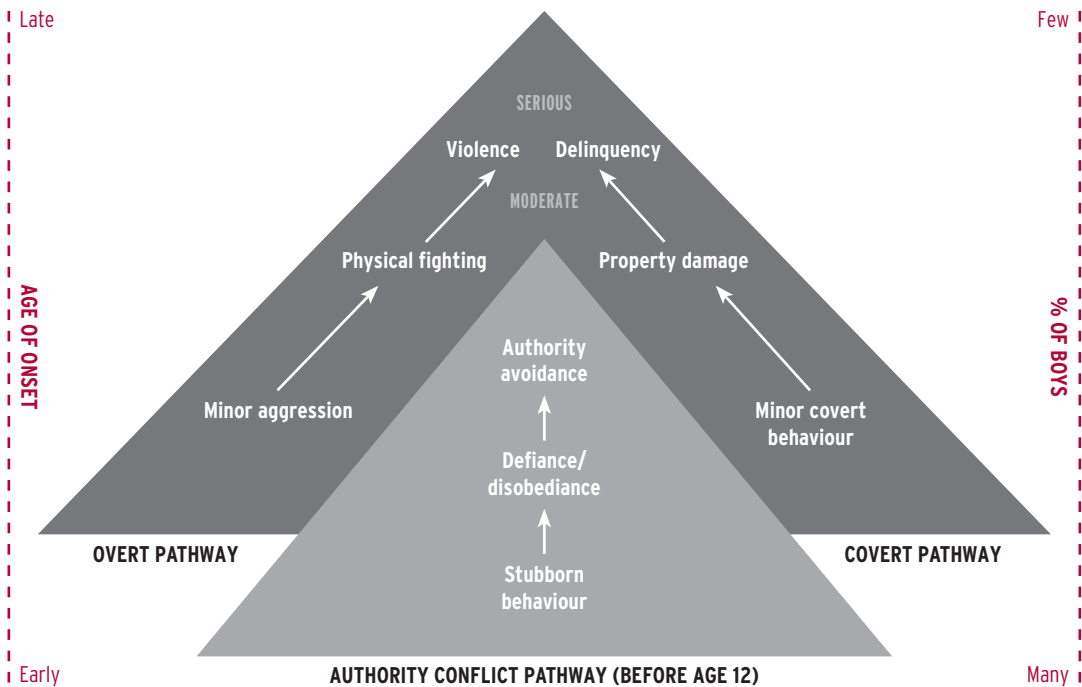 Late
Few
SERIOUS
Violence
Delinquency
MODERATE
Physical fighting
Property damage
AGE OF ONSET
% OF BOYS
Authority
avoidance
Minor aggression
Minor covert
behaviour
Defiance/
disobediance
OVERT PATHWAY
COVERT PATHWAY
Stubborn
behaviour
Early
AUTHORITY CONFLICT PATHWAY (BEFORE AGE 12)
Many